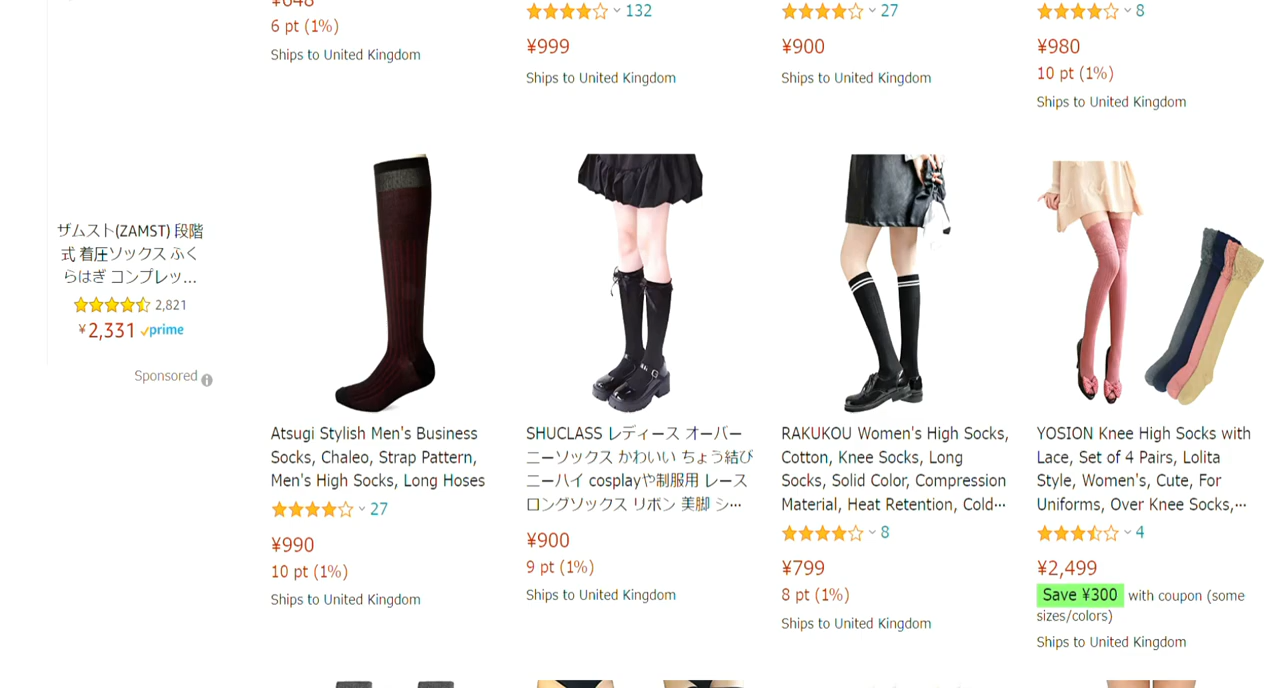 ¥648
6 pt (1%)
Ships to United Kingdom
132
¥999
Ships to United Kingdom
27
¥900
Ships to United Kingdom
8
¥980
10 pt (1%)
Ships to United Kingdom
ザムスト(ZAMST) 段階
式 着圧ソックス ふく
らはぎ コンプレッ...
2,821
¥2,331 prime
Sponsored
Atsugi Stylish Men's Business
Socks, Chaleo, Strap Pattern,
Men's High Socks, Long Hoses
27
¥990
10 pt (1%)
Ships to United Kingdom
SHUCLASS レディース オーバー
ニーソックス かわいい ちょう結び
ニーハイ cosplayや制服用 レース
ロングソックス リボン 美脚 シ…
¥900
9 pt (1%)
Ships to United Kingdom
RAKUKOU Women's High Socks,
Cotton, Knee Socks, Long
Socks, Solid Color, Compression
Material, Heat Retention, Cold…
8
¥799
8 pt (1%)
Ships to United Kingdom
YOSION Knee High Socks with
Lace, Set of 4 Pairs, Lolita
Style, Women's, Cute, For
Uniforms, Over Knee Socks,…
4
¥2,499
Save ¥300 with coupon (some
sizes/colors)
Ships to United Kingdom